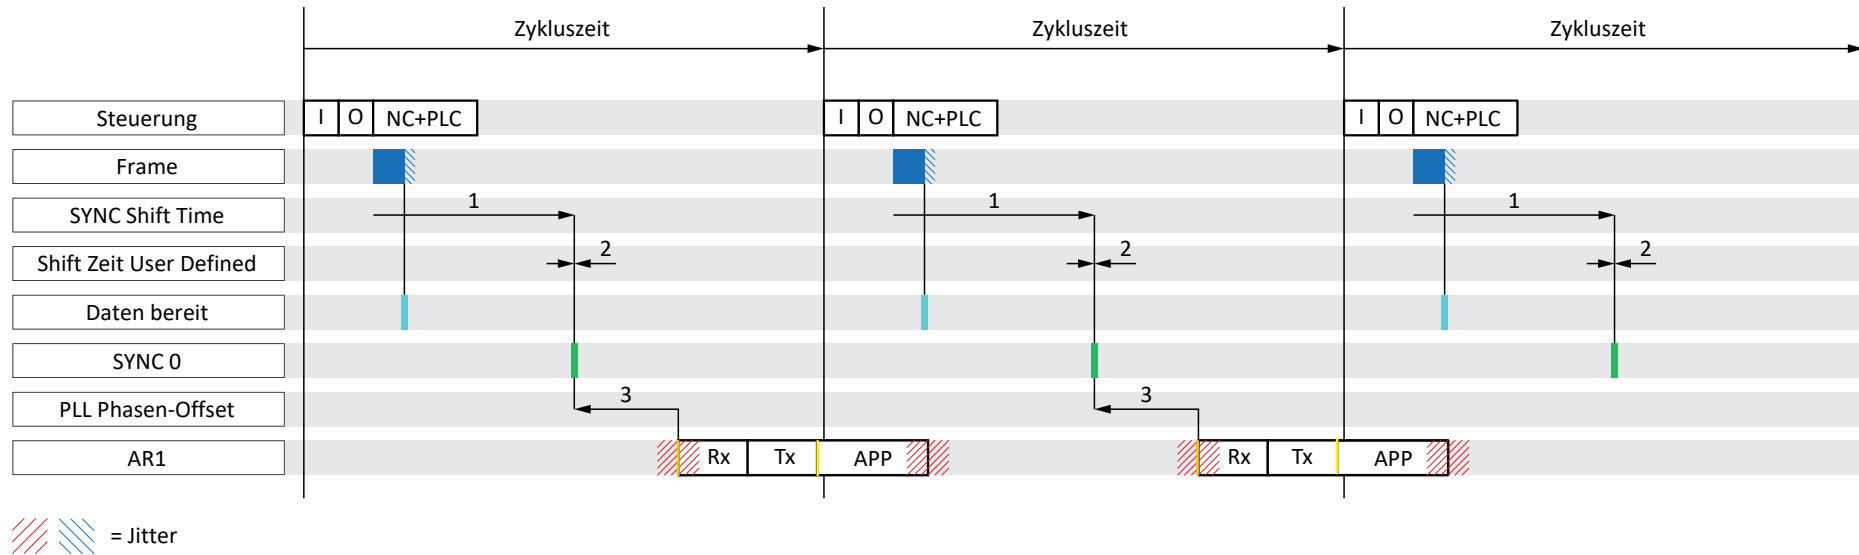 Zykluszeit Zykluszeit Zykluszeit
Steuerung I O NC+PLC I O NC+PLC I O NC+PLC
Frame
SYNC Shift Time 1 1 1
Shift Zeit User Defined 2 2 2
Daten bereit
SYNC 0
PLL Phasen-Offset 3 3
AR1 Rx Tx APP Rx Tx APP
= Jitter